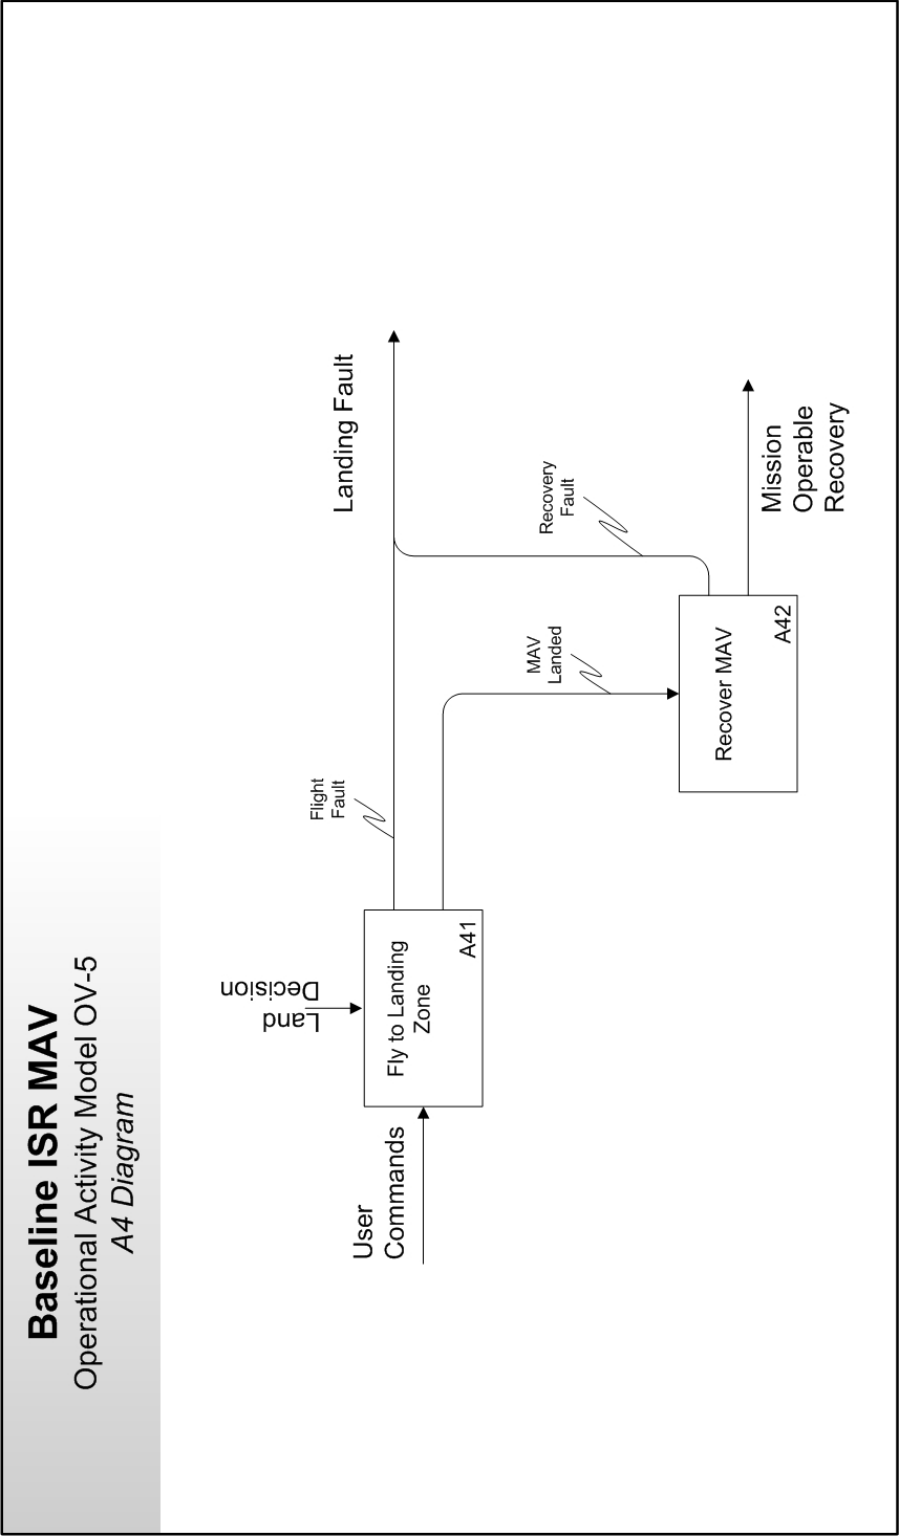 Baseline ISR MAV
Operational Activity Model OV-5
A4 Diagram
Land
Decision
User
Commands
Fly to Landing
Zone
A41
Flight
Fault
Landing Fault
MAV
Landed
Recovery
Fault
Recover MAV
A42
Mission
Operable
Recovery